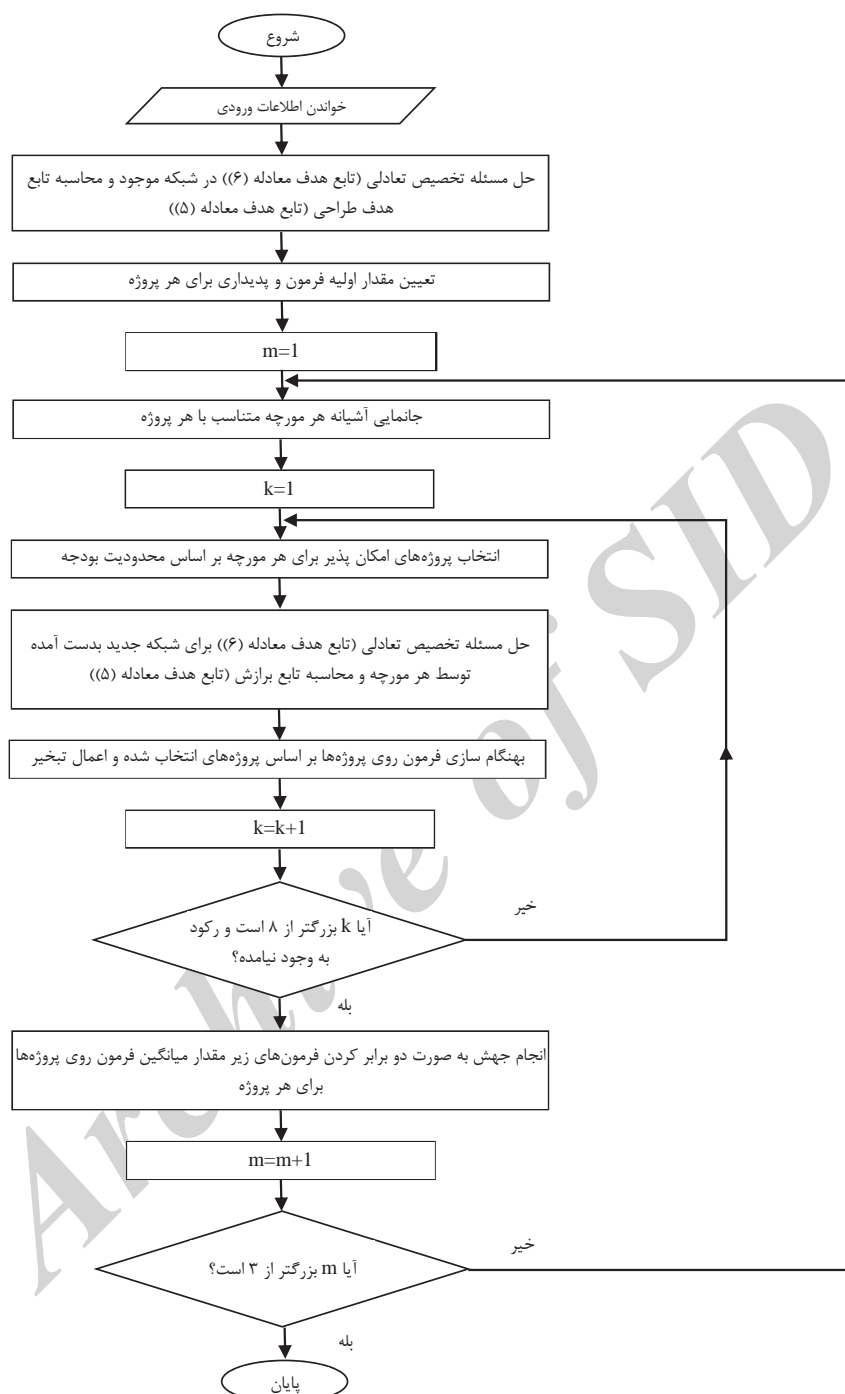 شروع
خواندن اطلاعات ورودی
حل مسئله تخصیص تعادلی (تابع هدف معادله (۶)) در شبکه موجود و محاسبه تابع
هدف طراحی (تابع هدف معادله (۵))
تعیین مقدار اولیه فرمون و پدیداری برای هر پروژه
m=1
جانمایی آشیانه هر مورچه متناسب با هر پروژه
k=1
انتخاب پروژه‌های امکان پذیر برای هر مورچه بر اساس محدودیت بودجه
حل مسئله تخصیص تعادلی (تابع هدف معادله (۶)) برای شبکه جدید بدست آمده
توسط هر مورچه و محاسبه تابع برازش (تابع هدف معادله (۵))
بهنگام سازی فرمون روی پروژه‌ها بر اساس پروژه‌های انتخاب شده و اعمال تبخیر
k=k+1
آیا k بزرگتر از ۸ است و رکود
به وجود نیامده؟
خیر
بله
انجام جهش به صورت دو برابر کردن فرمون‌های زیر مقدار میانگین فرمون روی پروژه‌ها
برای هر پروژه
m=m+1
آیا m بزرگتر از ۳ است؟
خیر
بله
پایان
Archive of SID